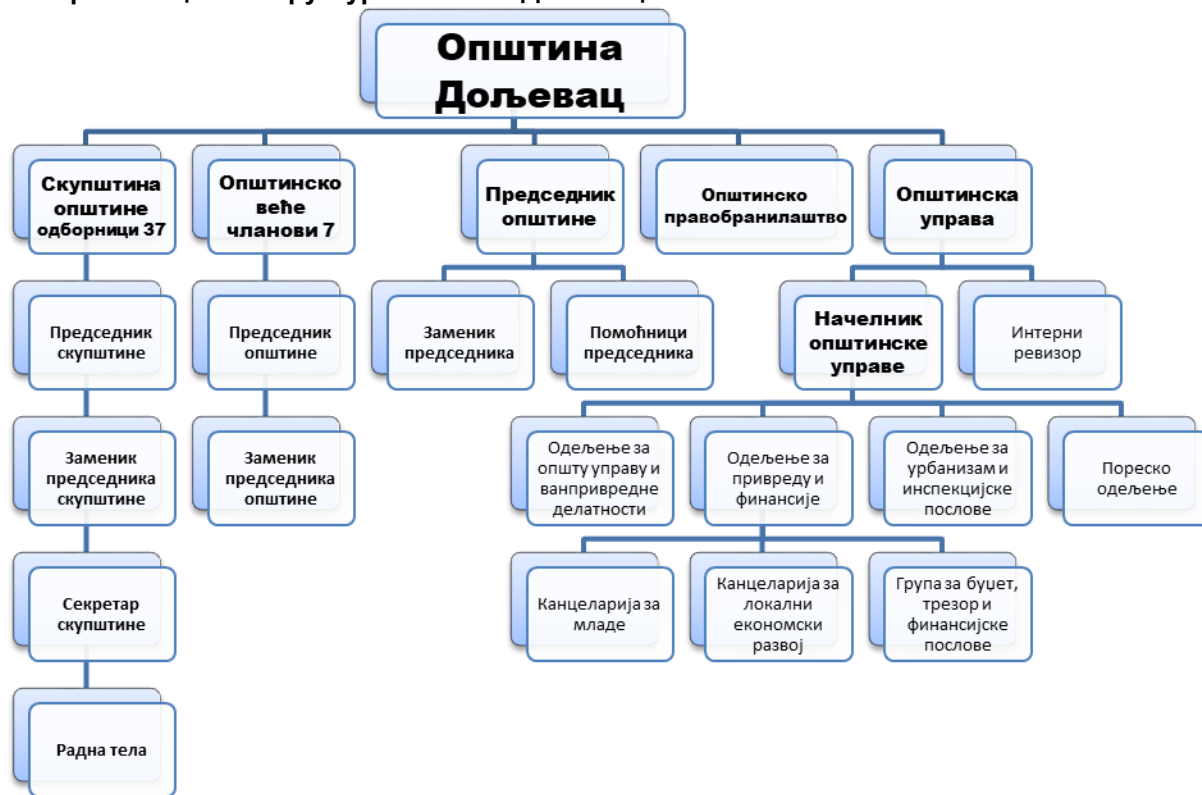 Општина
Дољевац
Скупштина
општине
одборници 37
Општинско
веће
чланови 7
Председник
општине
Општинско
правобранилаштво
Општинска
управа
Председник
скупштине
Председник
општине
Заменик
председника
Помоћници
председника
Начелник
општинске
управе
Интерни
ревизор
Заменик
председника
скупштине
Заменик
председника
општине
Одељење за
општу управу и
ванпривредне
делатности
Одељење за
привреду и
финансије
Одељење за
урбанизам и
инспекцијске
послове
Пореско
одељење
Секретар
скупштине
Канцеларија за
младе
Канцеларија за
локални
економски
развој
Група за буџет,
трезор и
финансијске
послове
Радна тела